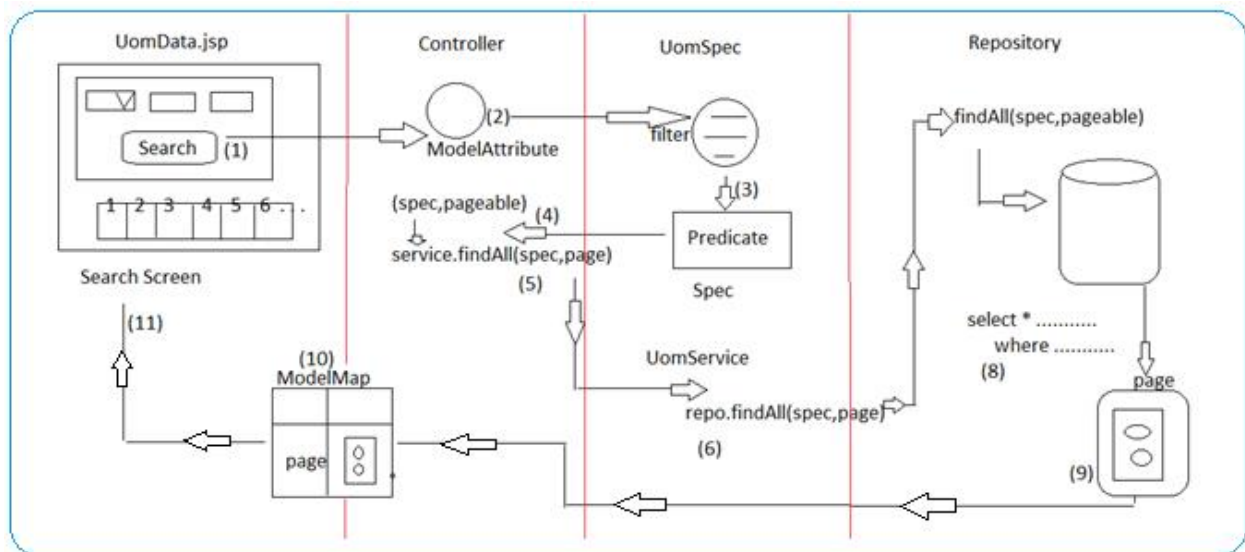 UomData.jsp
Controller
UomSpec
Repository
Search
(1)
1 2 3 4 5 6 . . .
Search Screen
(11)
(2)
ModelAttribute
filter
(3)
Predicate
Spec
(spec,pageable)
(4)
service.findAll(spec,page)
(5)
UomService
repo.findAll(spec,page)
(6)
findAll(spec,pageable)
select * ...........
where ...........
(8)
page
(9)
(10)
ModelMap
page